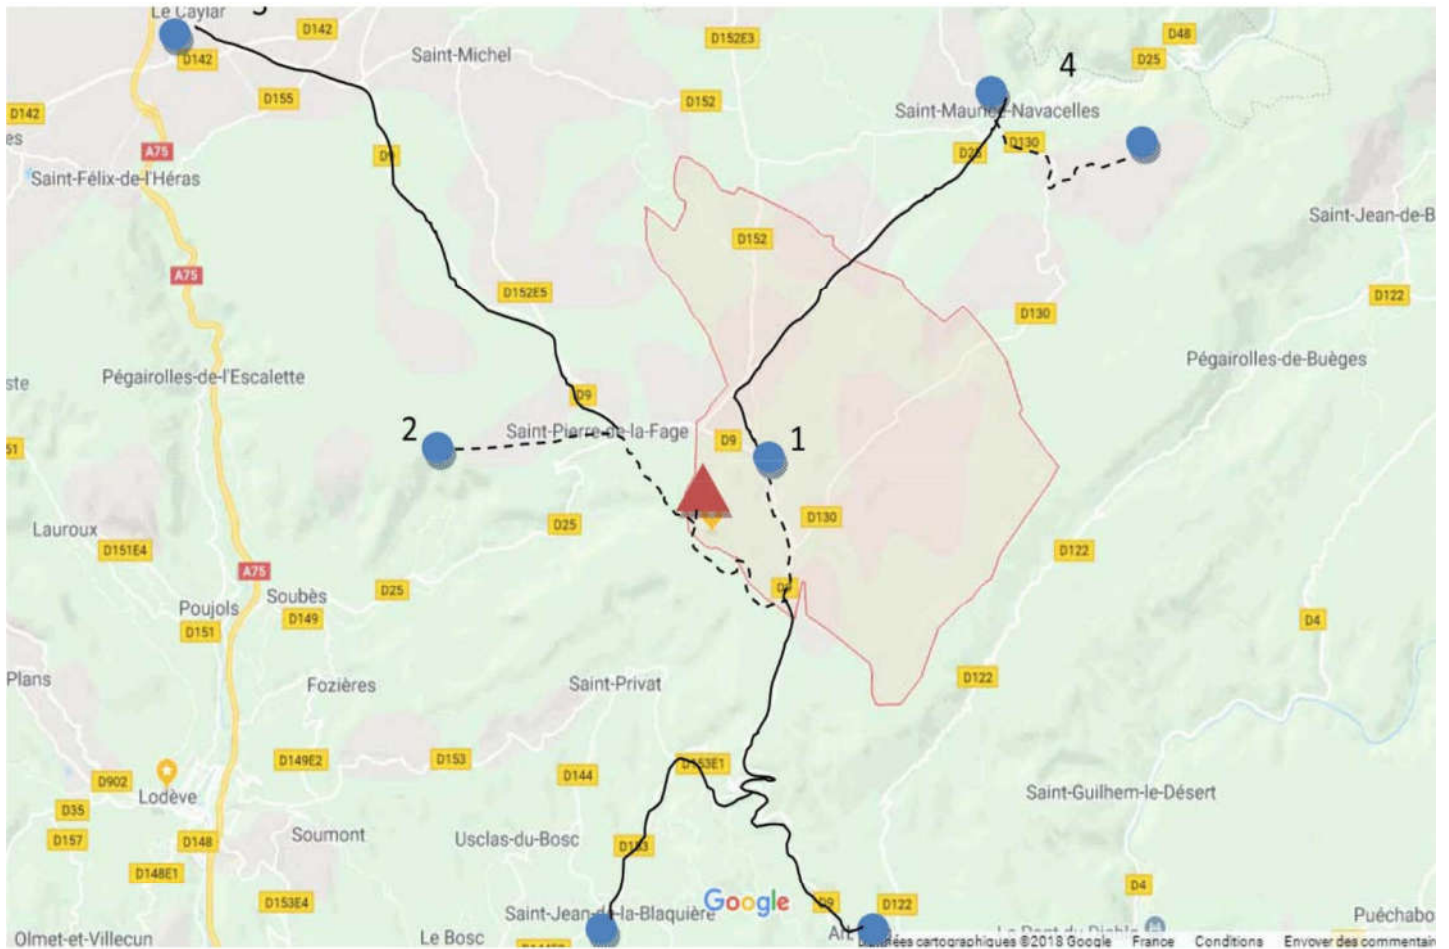 Le Caylar
D142
D142
Saint-Michel
D152E3
D48
D25
4
D142
D155
D152
Saint-Maurice-Navacelles
D130
A75
Saint-Félix-de-l'Héras
D152
Saint-Jean-de-B
A75
D152E5
D122
D130
Pégairolles-de-Buèges
Pégairolles-de-l'Escalette
D9
2
Saint-Pierre-de-la-Fage
D9
1
51
D25
D130
Lauroux
D151E4
D122
A75
D25
Soubès
Poujols
D149
D151
D4
Plans
Fozières
Saint-Privat
D122
D149E2
D153
D144
D153E1
D902
Lodève
Saint-Guilhem-le-Désert
D35
D157
D148
Soumont
Usclas-du-Bosc
D153
D148E1
D4
D153E4
Saint-Jean-de-la-Blaquière
Google
D9
D122
Puéchabo
Olmet-et-Villecun
Le Bosc
Données cartographiques ©2018 Google
France
Conditions
Envoyer des commentair